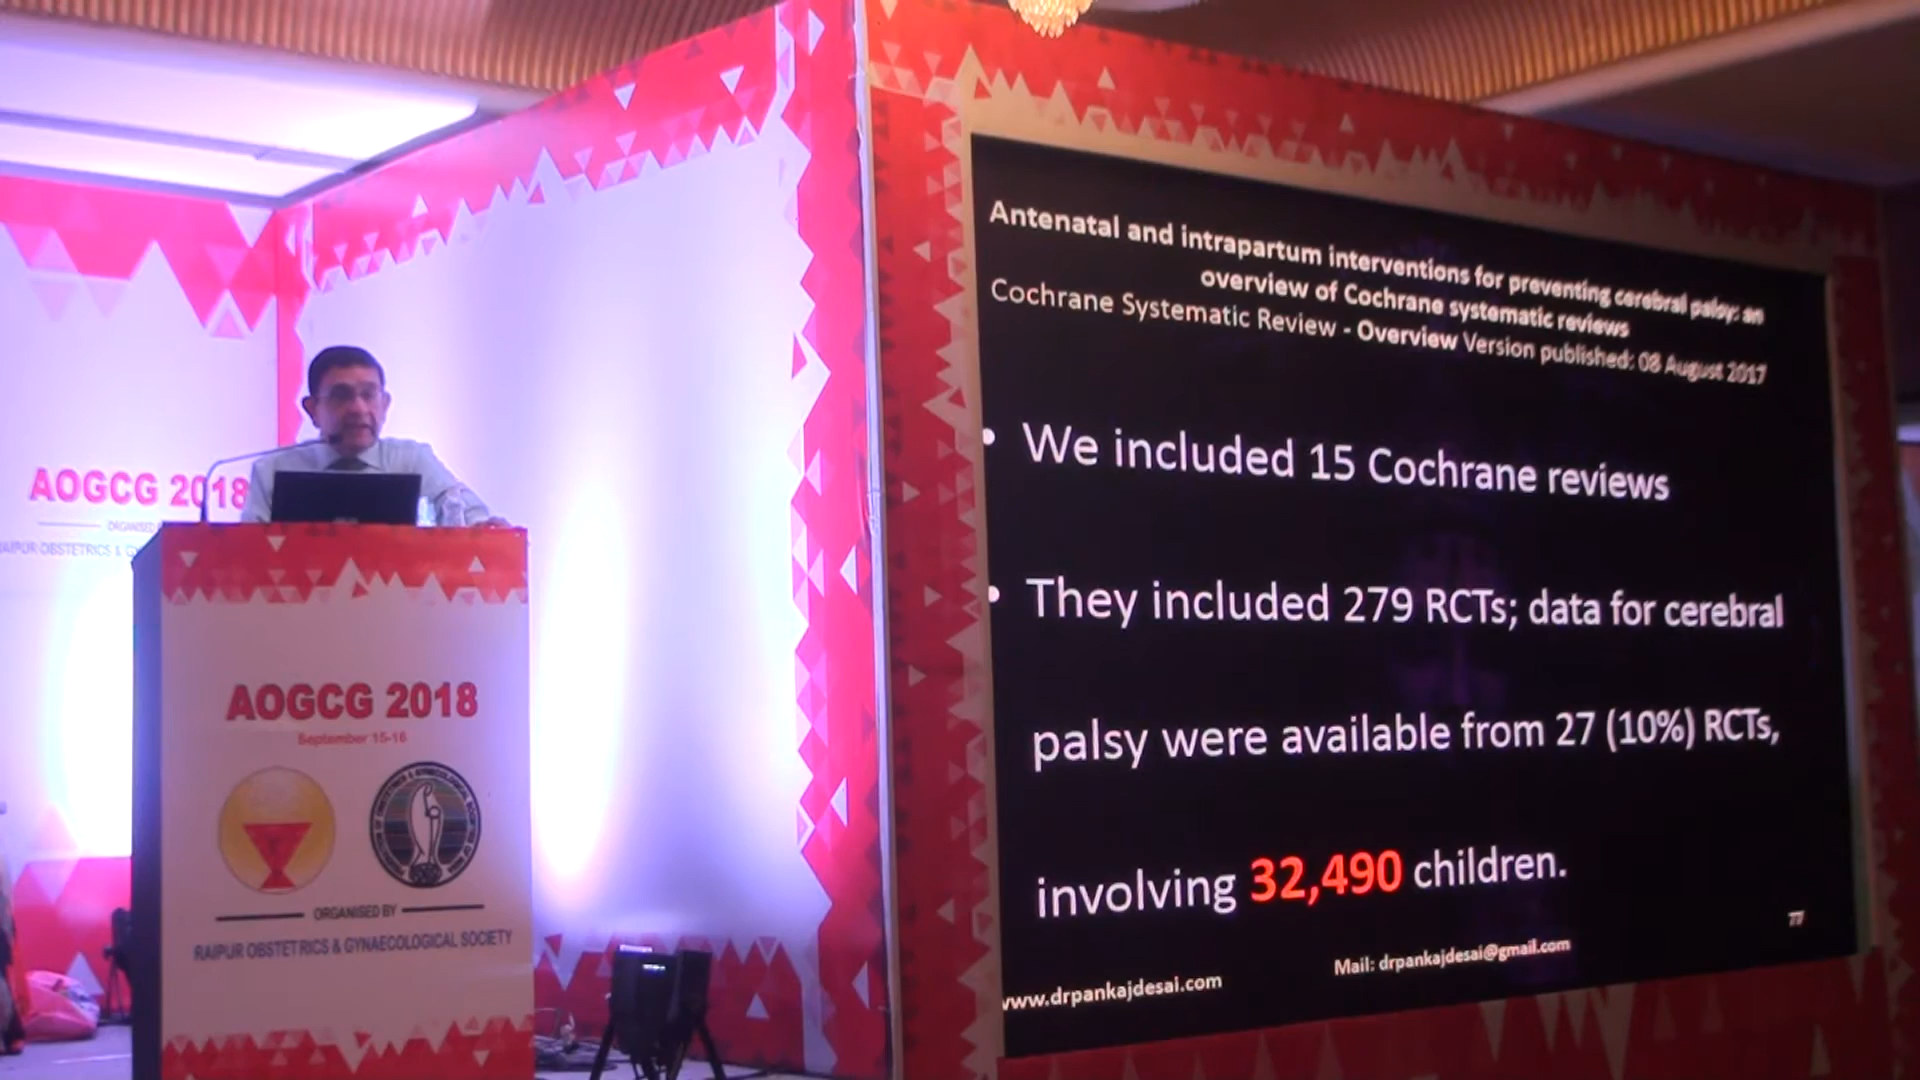 AOGCG 2018
ORGANISED
RAIPUR OBSTETRICS &
AOGCG 2018
September 15-16
ORGANISED BY
RAIPUR OBSTETRICS & GYNAECOLOGICAL SOCIETY
Antenatal and intrapartum interventions for preventing cerebral palsy: an
overview of Cochrane systematic reviews
Cochrane Systematic Review - Overview Version published: 08 August 2017
• We included 15 Cochrane reviews
• They included 279 RCTs; data for cerebral
palsy were available from 27 (10%) RCTs,
involving 32,490 children.
77
www.drpankajdesai.com
Mail: drpankajdesai@gmail.com